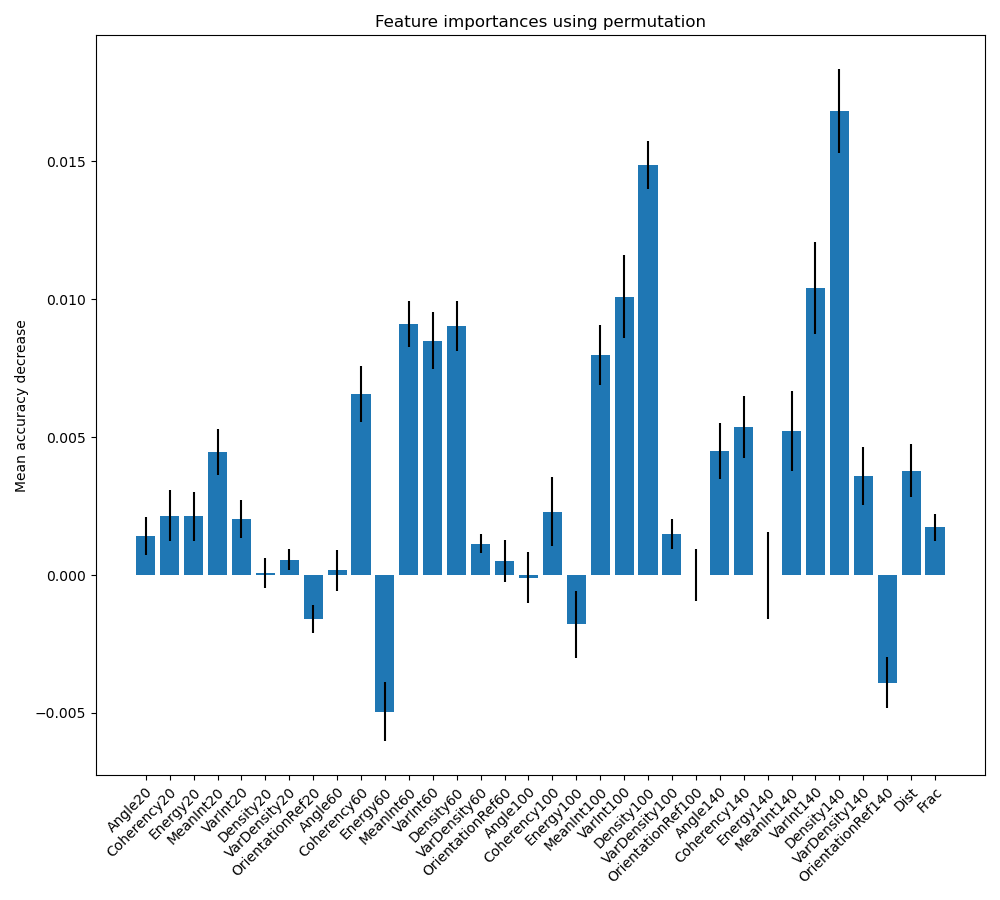 Feature importances using permutation
Mean accuracy decrease
0.015
0.010
0.005
0.000
−0.005
Angle20
Coherency20
Energy20
MeanInt20
VarInt20
Density20
VarDensity20
OrientationRef20
Angle60
Coherency60
Energy60
MeanInt60
VarInt60
Density60
VarDensity60
OrientationRef60
Angle100
Coherency100
Energy100
MeanInt100
VarInt100
Density100
VarDensity100
OrientationRef100
Angle140
Coherency140
Energy140
MeanInt140
VarInt140
Density140
VarDensity140
OrientationRef140
Dist
Frac